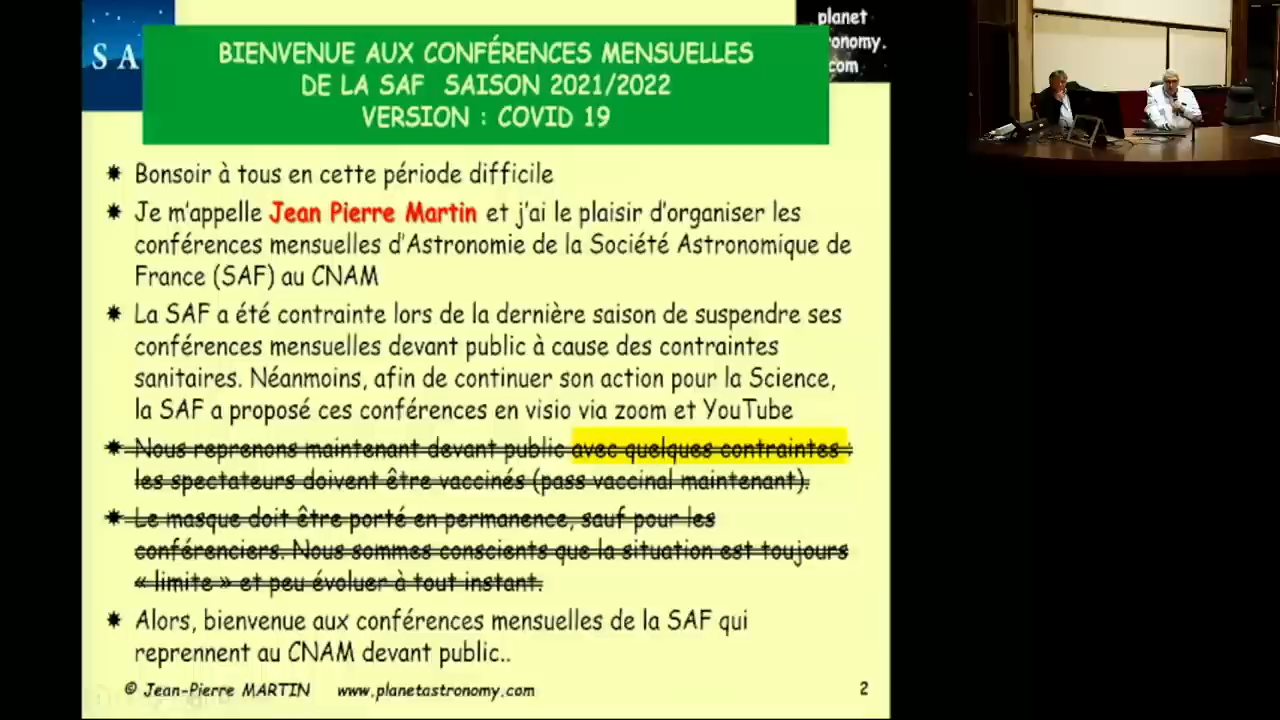 SA
planet
onomy.
com
BIENVENUE AUX CONFÉRENCES MENSUELLES
DE LA SAF SAISON 2021/2022
VERSION : COVID 19
✷ Bonsoir à tous en cette période difficile
✷ Je m'appelle Jean Pierre Martin et j'ai le plaisir d'organiser les
conférences mensuelles d'Astronomie de la Société Astronomique de
France (SAF) au CNAM
✷ La SAF a été contrainte lors de la dernière saison de suspendre ses
conférences mensuelles devant public à cause des contraintes
sanitaires. Néanmoins, afin de continuer son action pour la Science,
la SAF a proposé ces conférences en visio via zoom et YouTube
✷ Nous reprenons maintenant devant public avec quelques contraintes :
les spectateurs doivent être vaccinés (pass vaccinal maintenant).
✷ Le masque doit être porté en permanence, sauf pour les
conférenciers. Nous sommes conscients que la situation est toujours
« limite » et peu évoluer à tout instant.
✷ Alors, bienvenue aux conférences mensuelles de la SAF qui
reprennent au CNAM devant public..
© Jean-Pierre MARTIN www.planetastronomy.com 2